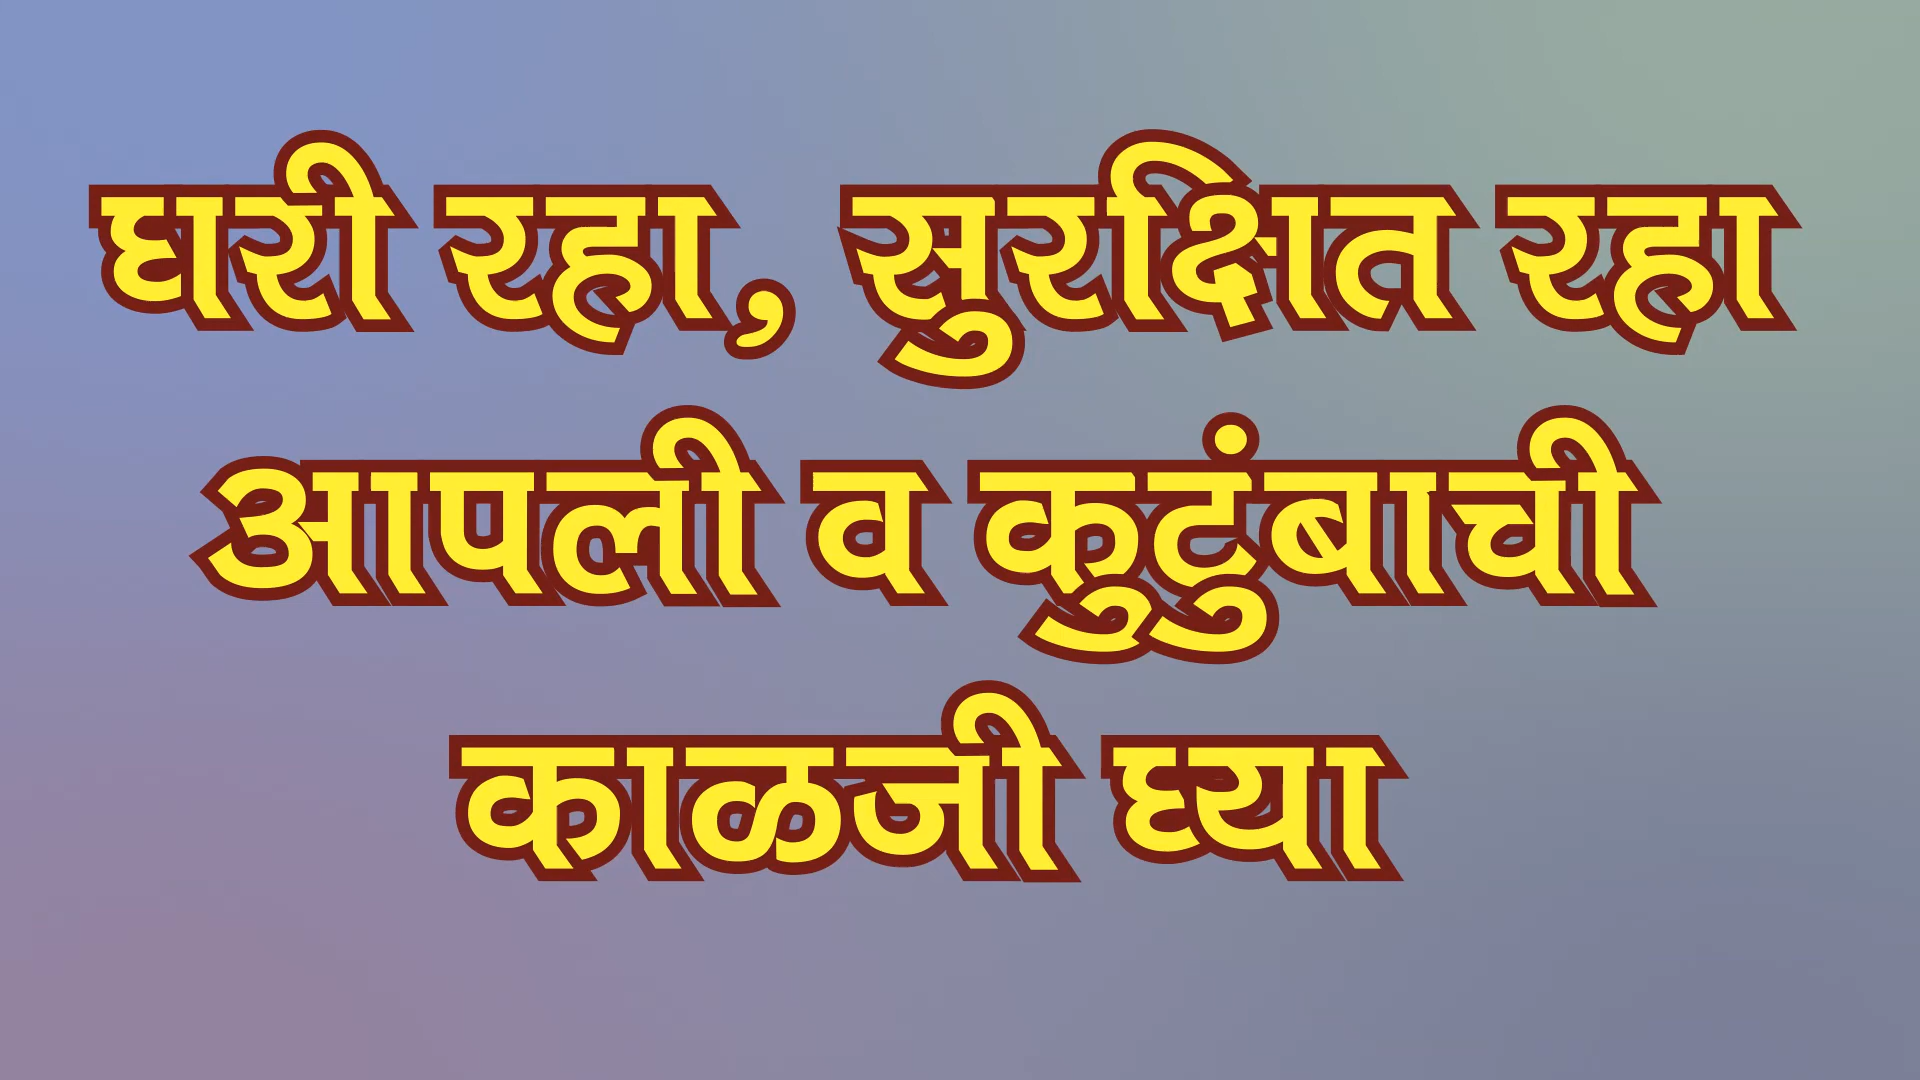 घरी रहा, सुरक्षित रहा
आपली व कुटुंबाची
काळजी घ्या